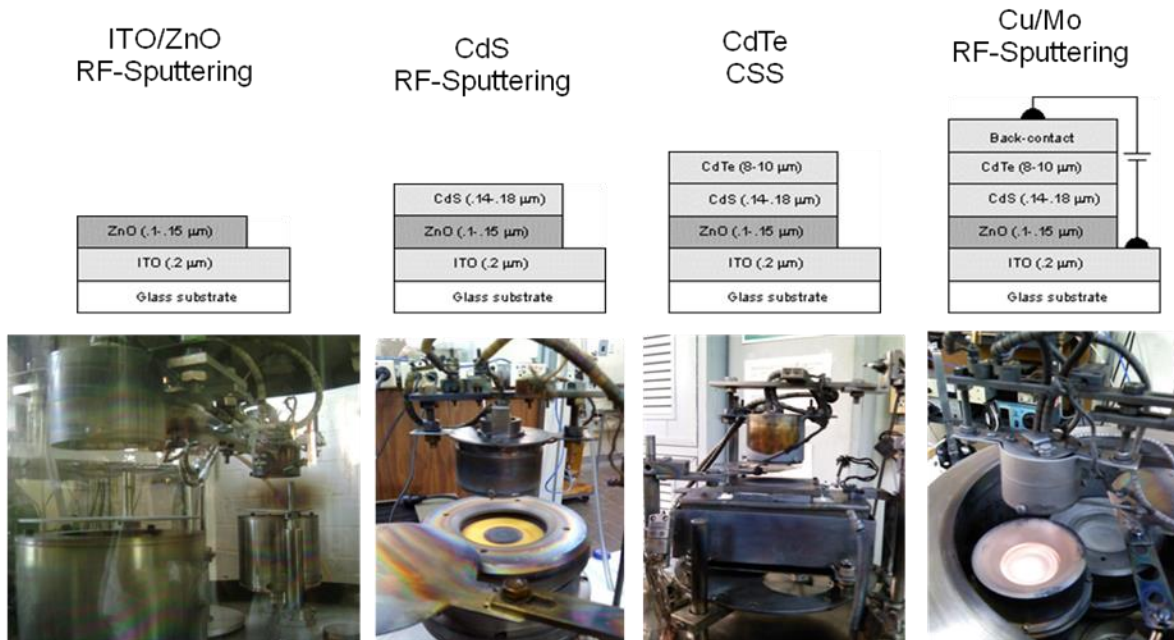 ITO/ZnO
RF-Sputtering
CdS
RF-Sputtering
CdTe
CSS
Cu/Mo
RF-Sputtering
ZnO (.1-.15 µm)
ITO (.2 µm)
Glass substrate
CdS (.14-.18 µm)
ZnO (.1-.15 µm)
ITO (.2 µm)
Glass substrate
CdTe (8-10 µm)
CdS (.14-.18 µm)
ZnO (.1-.15 µm)
ITO (.2 µm)
Glass substrate
Back-contact
CdTe (8-10 µm)
CdS (.14-.18 µm)
ZnO (.1-.15 µm)
ITO (.2 µm)
Glass substrate